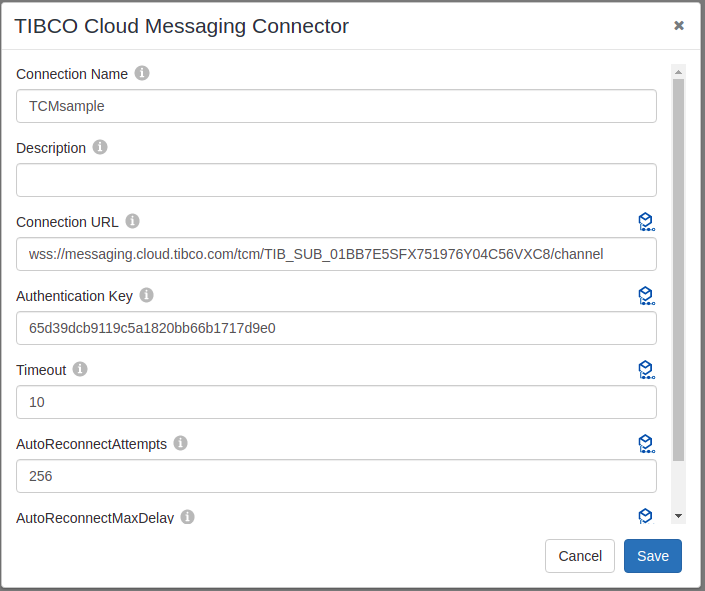 TIBCO Cloud Messaging Connector
Connection Name
TCMsample
Description
Connection URL
wss://messaging.cloud.tibco.com/tcm/TIB_SUB_01BB7E5SFX751976Y04C56VXC8/channel
Authentication Key
65d39dcb9119c5a1820bb66b1717d9e0
Timeout
10
AutoReconnectAttempts
256
AutoReconnectMaxDelay
Cancel Save